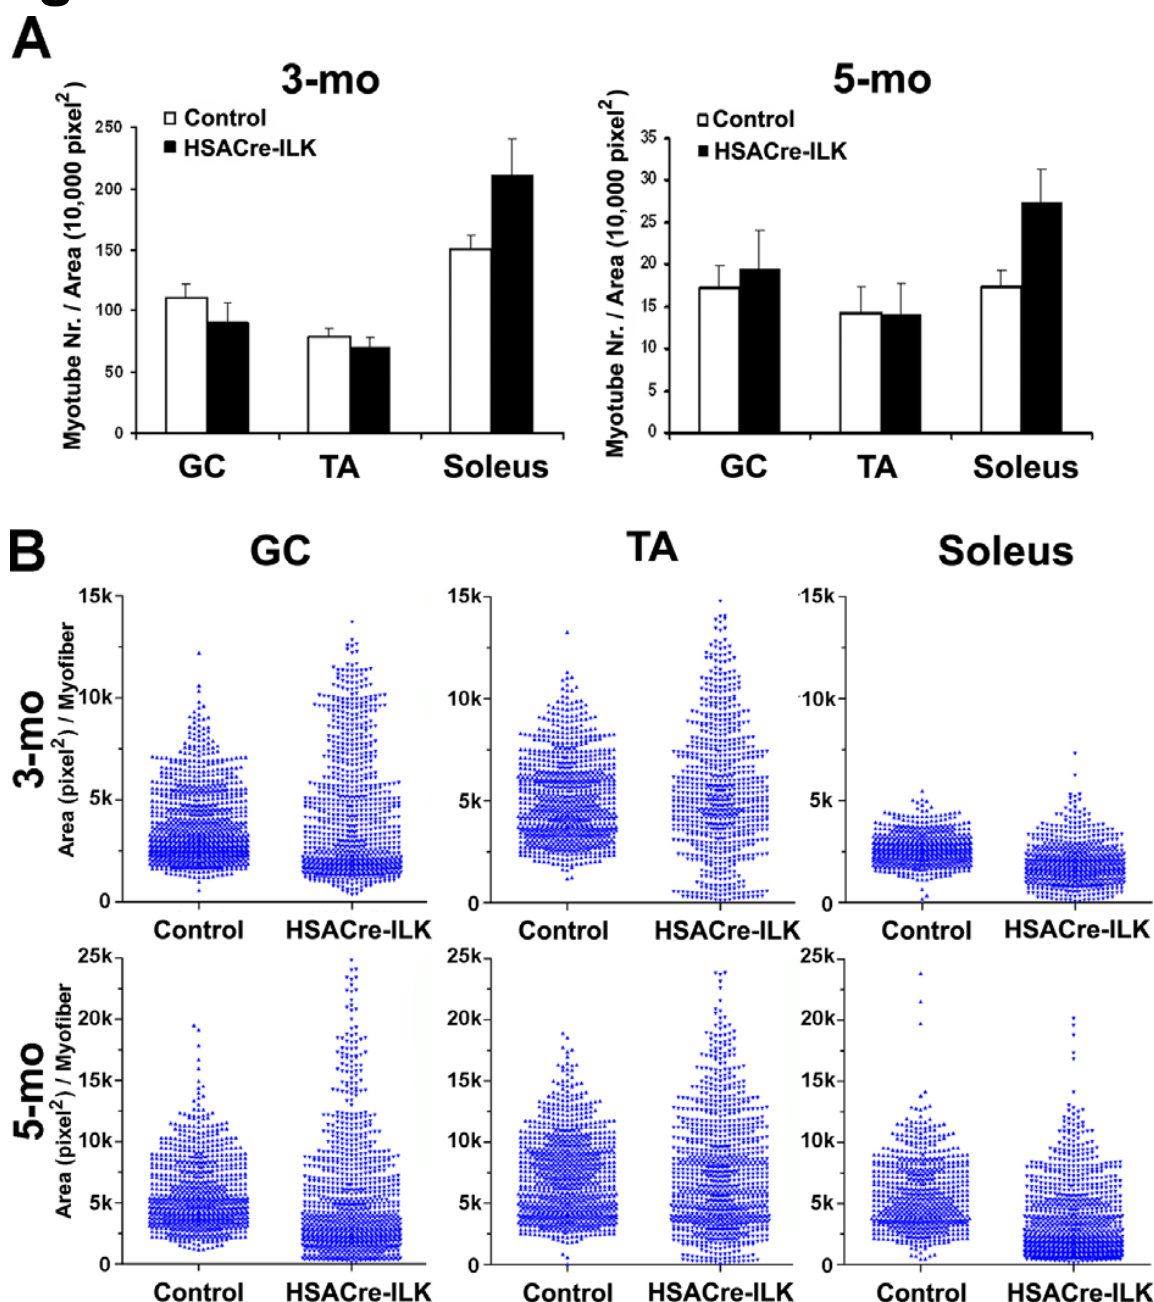 A
3-mo
5-mo
Myotube Nr. / Area (10,000 pixel²)
Control
HSACre-ILK
250
200
150
100
50
0
GC TA Soleus
Myotube Nr. / Area (10,000 pixel²)
Control
HSACre-ILK
35
30
25
20
15
10
5
0
GC TA Soleus
B
GC TA Soleus
3-mo
Area (pixel²) / Myofiber
15k
10k
5k
0
Control HSACre-ILK
15k
10k
5k
0
Control HSACre-ILK
15k
10k
5k
0
Control HSACre-ILK
5-mo
Area (pixel²) / Myofiber
25k
20k
15k
10k
5k
0
Control HSACre-ILK
25k
20k
15k
10k
5k
0
Control HSACre-ILK
25k
20k
15k
10k
5k
0
Control HSACre-ILK